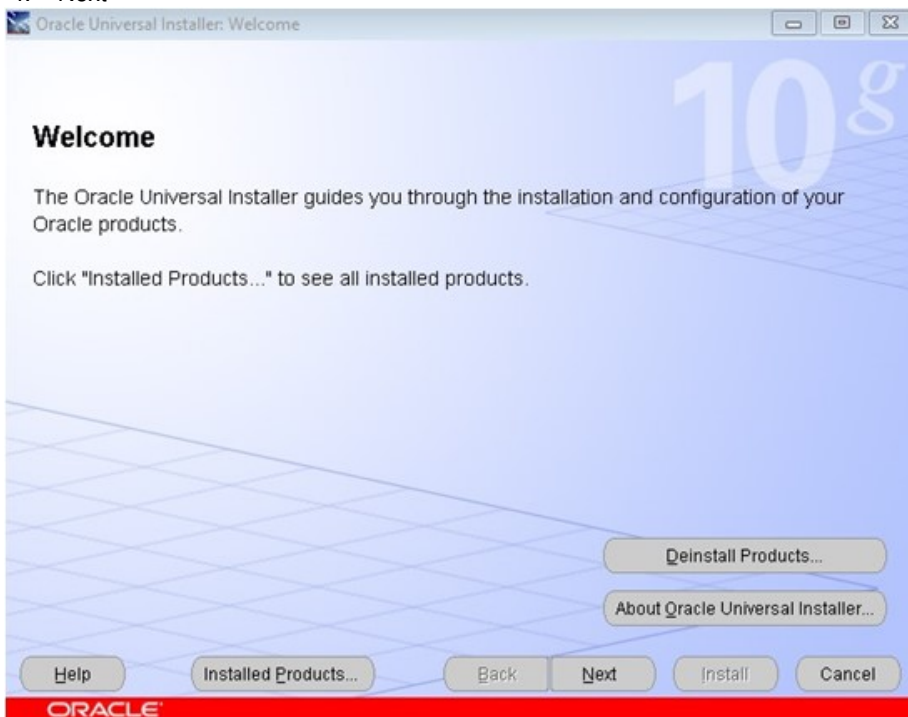 Next
Oracle Universal Installer: Welcome
10g
Welcome
The Oracle Universal Installer guides you through the installation and configuration of your
Oracle products.
Click "Installed Products..." to see all installed products.
Deinstall Products...
About Oracle Universal Installer...
Help Installed Products... Back Next Install Cancel
ORACLE